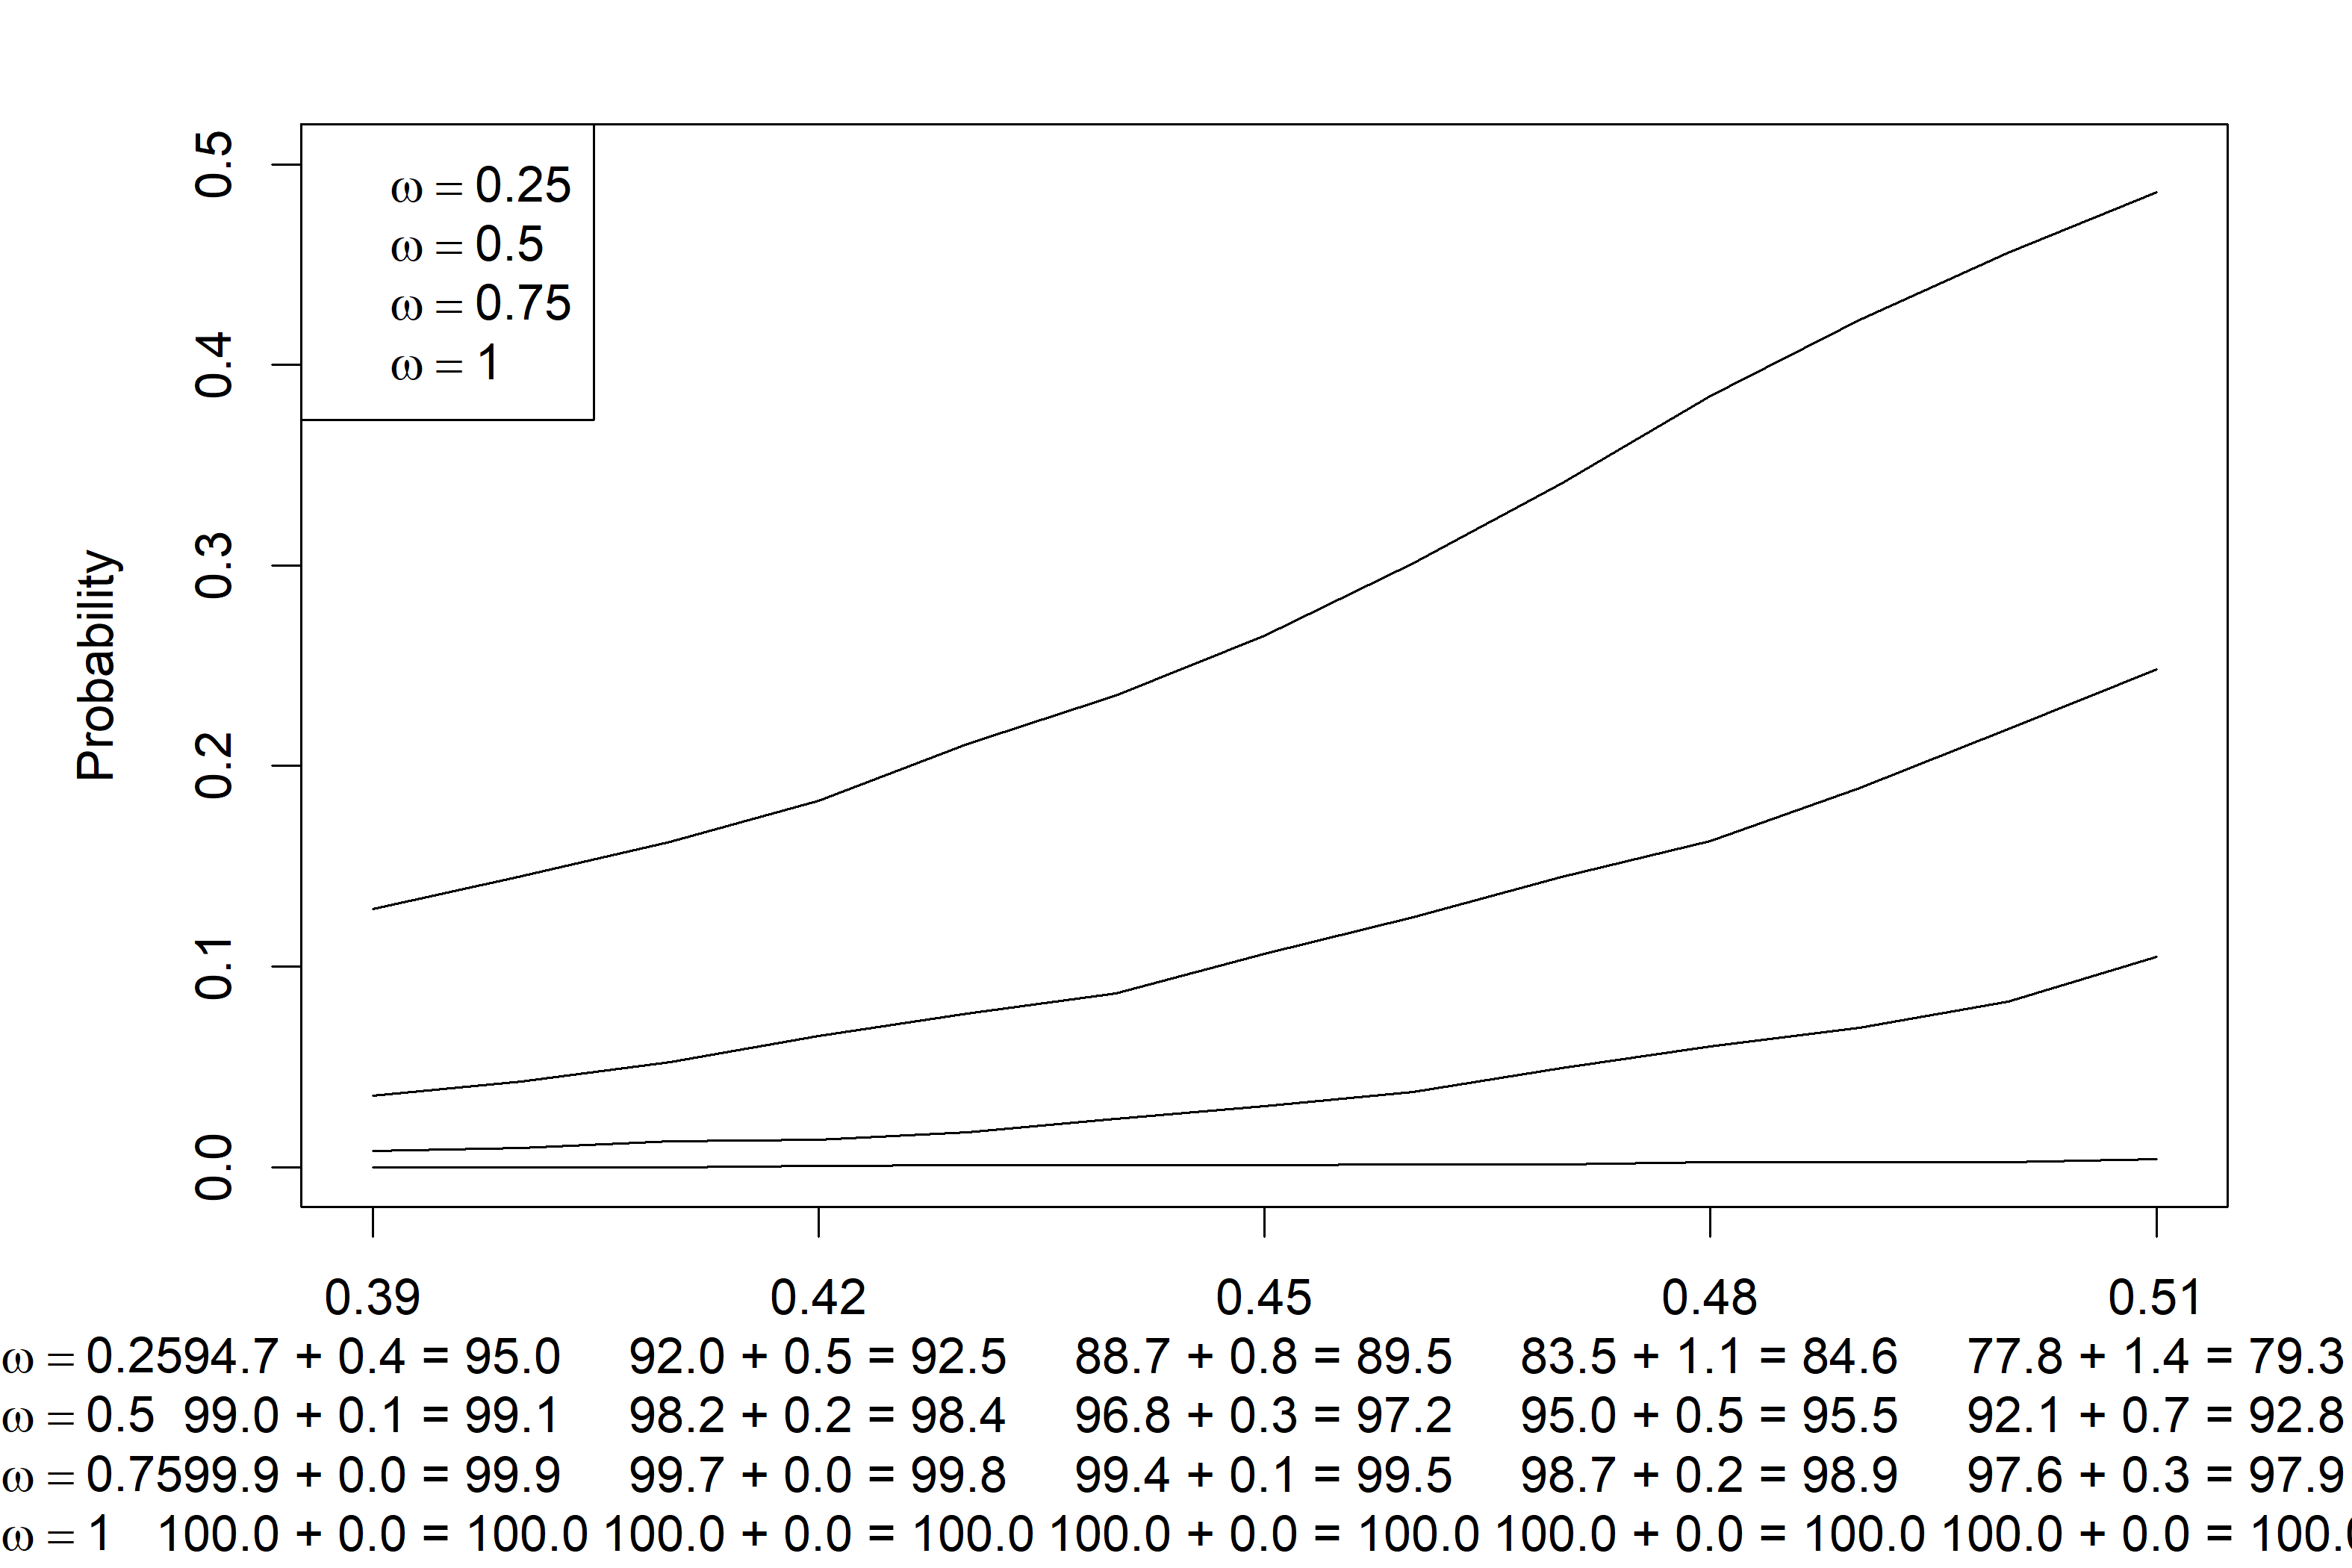 ω = 0.25
ω = 0.5
ω = 0.75
ω = 1
Probability
0.5
0.4
0.3
0.2
0.1
0.0
0.39 0.42 0.45 0.48 0.51
ω = 0.25 94.7 + 0.4 = 95.0 92.0 + 0.5 = 92.5 88.7 + 0.8 = 89.5 83.5 + 1.1 = 84.6 77.8 + 1.4 = 79.3
ω = 0.5 99.0 + 0.1 = 99.1 98.2 + 0.2 = 98.4 96.8 + 0.3 = 97.2 95.0 + 0.5 = 95.5 92.1 + 0.7 = 92.8
ω = 0.75 99.9 + 0.0 = 99.9 99.7 + 0.0 = 99.8 99.4 + 0.1 = 99.5 98.7 + 0.2 = 98.9 97.6 + 0.3 = 97.9
ω = 1 100.0 + 0.0 = 100.0 100.0 + 0.0 = 100.0 100.0 + 0.0 = 100.0 100.0 + 0.0 = 100.0 100.0 + 0.0 = 100.